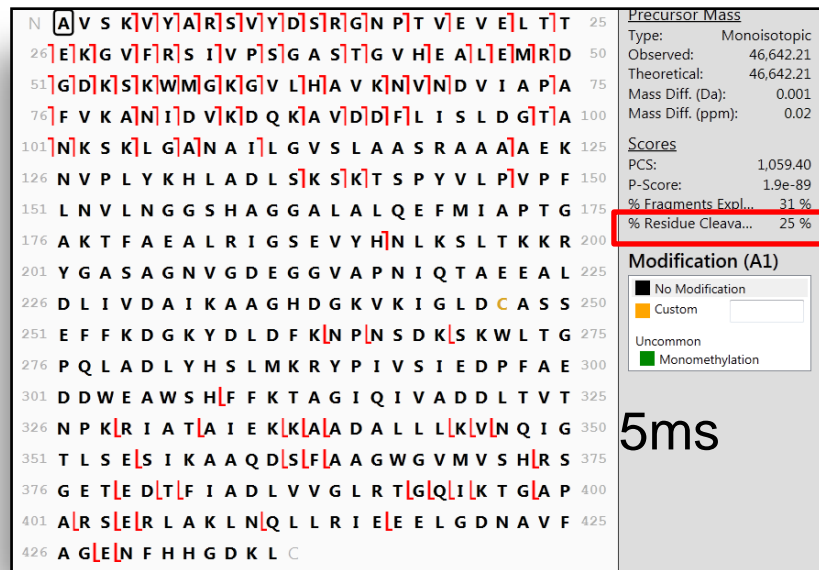 N A V S K V Y A R S V Y D S R G N P T V E V E L T T 25
26 E K G V F R S I V P S G A S T G V H E A L E M R D 50
51 G D K S K W M G K G V L H A V K N V N D V I A P A 75
76 F V K A N I D V K D Q K A V D D F L I S L D G T A 100
101 N K S K L G A N A I L G V S L A A S R A A A A E K 125
126 N V P L Y K H L A D L S K S K T S P Y V L P V P F 150
151 L N V L N G G S H A G G A L A L Q E F M I A P T G 175
176 A K T F A E A L R I G S E V Y H N L K S L T K K R 200
201 Y G A S A G N V G D E G G V A P N I Q T A E E A L 225
226 D L I V D A I K A A G H D G K V K I G L D C A S S 250
251 E F F K D G K Y D L D F K N P N S D K S K W L T G 275
276 P Q L A D L Y H S L M K R Y P I V S I E D P F A E 300
301 D D W E A W S H F F K T A G I Q I V A D D L T V T 325
326 N P K R I A T A I E K K A A D A L L L K V N Q I G 350
351 T L S E S I K A A Q D S F A A G W G V M V S H R S 375
376 G E T E D T F I A D L V V G L R T G Q I K T G A P 400
401 A R S E R L A K L N Q L L R I E E E L G D N A V F 425
426 A G E N F H H G D K L C
Precursor Mass
Type: Monoisotopic
Observed: 46,642.21
Theoretical: 46,642.21
Mass Diff. (Da): 0.001
Mass Diff. (ppm): 0.02
Scores
PCS: 1,059.40
P-Score: 1.9e-89
% Fragments Expl... 31 %
% Residue Cleava... 25 %
Modification (A1)
No Modification
Custom
Uncommon
Monomethylation
5ms